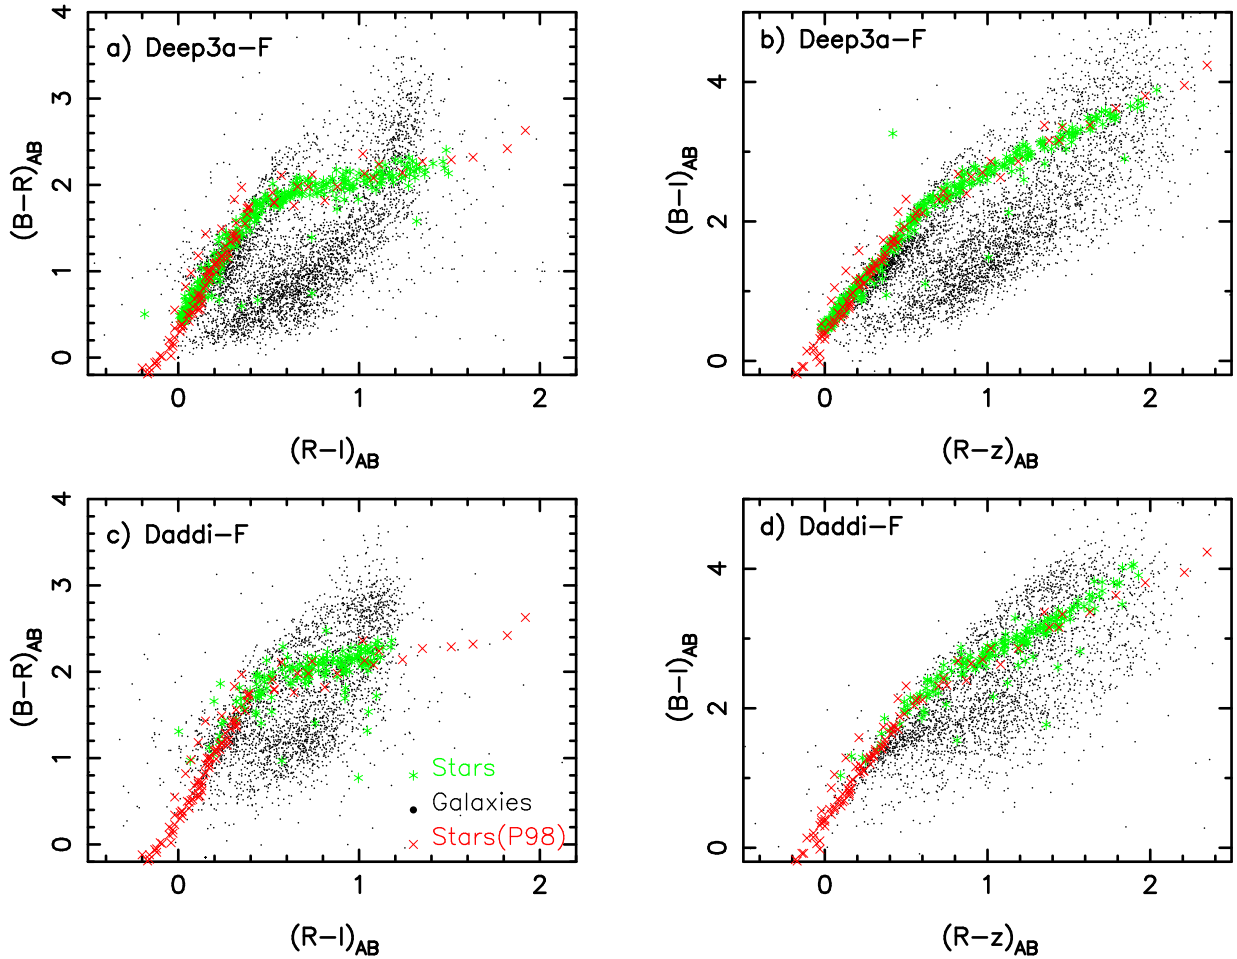 a) Deep3a-F
4
3
2
1
0
(B-R)AB
0 1 2
(R-I)AB
b) Deep3a-F
4
2
0
(B-I)AB
0 1 2
(R-z)AB
c) Daddi-F
4
3
2
1
0
(B-R)AB
Stars
Galaxies
Stars(P98)
0 1 2
(R-I)AB
d) Daddi-F
4
2
0
(B-I)AB
0 1 2
(R-z)AB